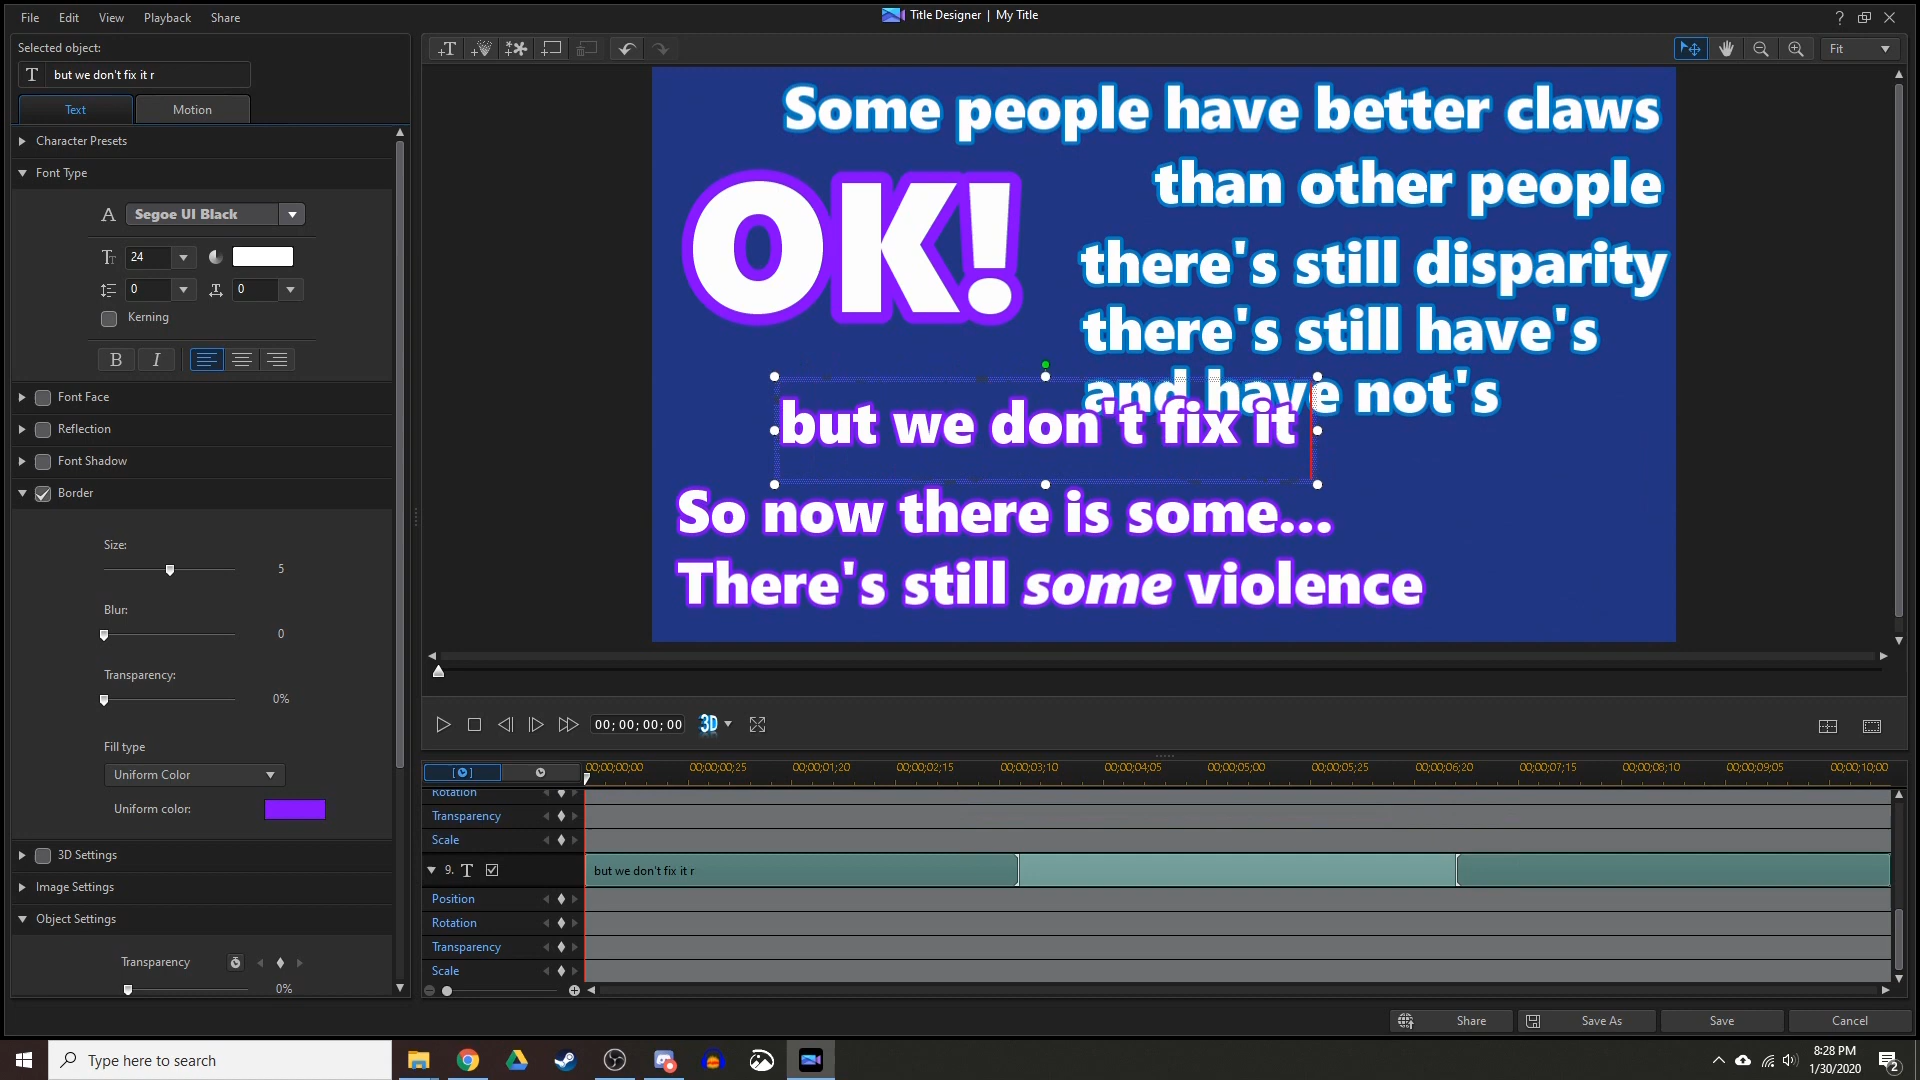 File Edit View Playback Share
Title Designer | My Title
?
Selected object:
T but we don't fix it r
Text Motion
Character Presets
Font Type
A Segoe UI Black
24
0 0
Kerning
B I
Font Face
Reflection
Font Shadow
Border
Size:
5
Blur:
0
Transparency:
0%
Fill type
Uniform Color
Uniform color:
3D Settings
Image Settings
Object Settings
Transparency
0%
Fit
Some people have better claws
than other people
OK!
there's still disparity
there's still have's
and have not's
but we don't fix it
So now there is some...
There's still some violence
00;00;00;00 3D
00;00;00;00 00;00;00;25 00;00;01;20 00;00;02;15 00;00;03;10 00;00;04;05 00;00;05;00 00;00;05;25 00;00;06;20 00;00;07;15 00;00;08;10 00;00;09;05 00;00;10;00
Rotation
Transparency
Scale
9. T but we don't fix it r
Position
Rotation
Transparency
Scale
Share Save As Save Cancel
Type here to search
8:28 PM
1/30/2020
2